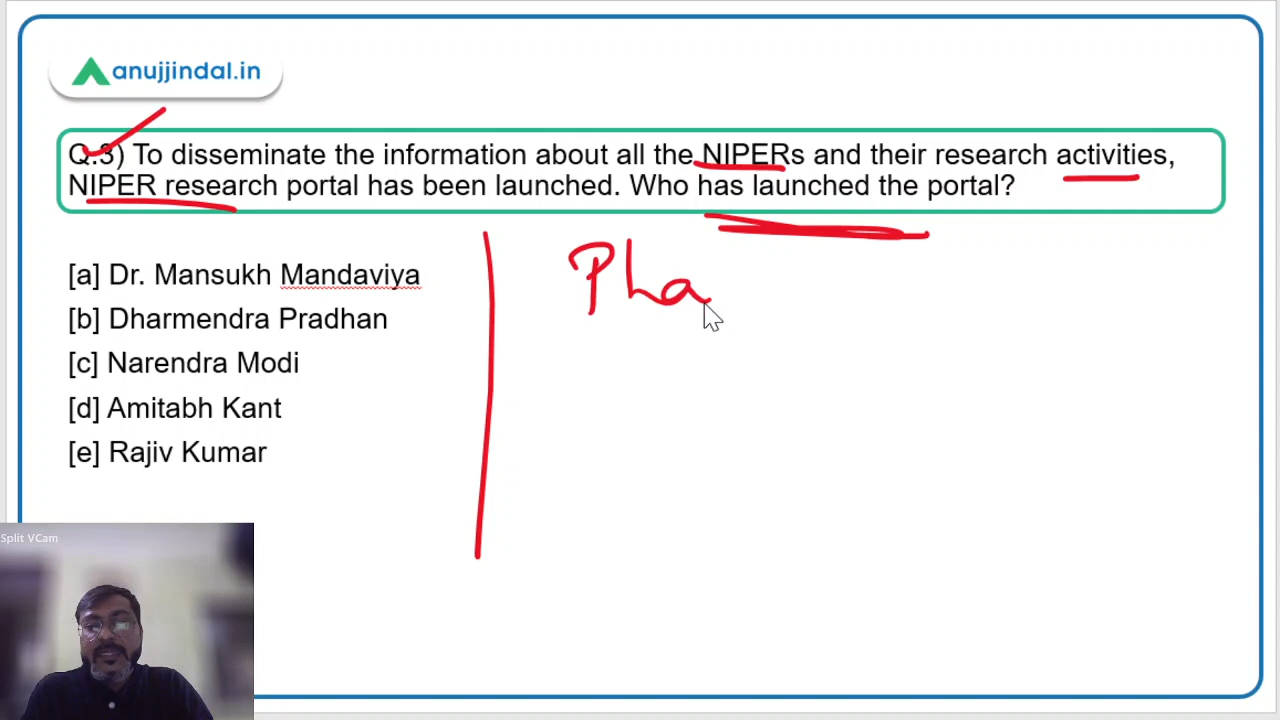 anujjindal.in
Q.3) To disseminate the information about all the NIPERs and their research activities,
NIPER research portal has been launched. Who has launched the portal?
Pha
[a] Dr. Mansukh Mandaviya
[b] Dharmendra Pradhan
[c] Narendra Modi
[d] Amitabh Kant
[e] Rajiv Kumar
Split VCam